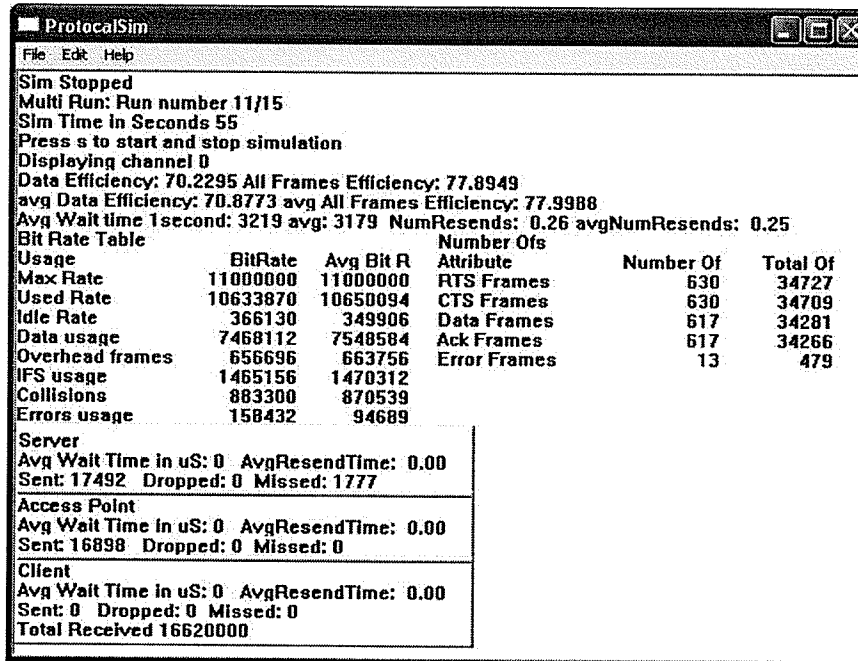 ProtocalSim
File Edit Help
Sim Stopped
Multi Run: Run number 11/15
Sim Time in Seconds 55
Press s to start and stop simulation
Displaying channel 0
Data Efficiency: 70.2295 All Frames Efficiency: 77.8949
avg Data Efficiency: 70.8773 avg All Frames Efficiency: 77.9988
Avg Wait time 1second: 3219 avg: 3179 NumResends: 0.26 avgNumResends: 0.25
Bit Rate Table Number Ofs
Usage BitRate Avg Bit R Attribute Number Of Total Of
Max Rate 11000000 11000000 RTS Frames 630 34727
Used Rate 10633870 10650094 CTS Frames 630 34709
Idle Rate 366130 349906 Data Frames 617 34281
Data usage 7468112 7548584 Ack Frames 617 34266
Overhead frames 656696 663756 Error Frames 13 479
IFS usage 1465156 1470312
Collisions 883300 870539
Errors usage 158432 94689
Server
Avg Wait Time in uS: 0 AvgResendTime: 0.00
Sent: 17492 Dropped: 0 Missed: 1777
Access Point
Avg Wait Time in uS: 0 AvgResendTime: 0.00
Sent: 16898 Dropped: 0 Missed: 0
Client
Avg Wait Time in uS: 0 AvgResendTime: 0.00
Sent: 0 Dropped: 0 Missed: 0
Total Received 16620000